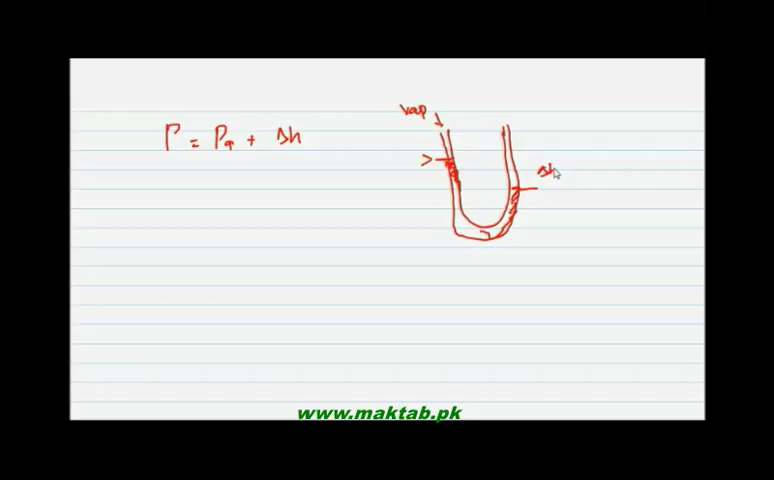 vap
P = Pa + Δh
Δh
www.maktab.pk